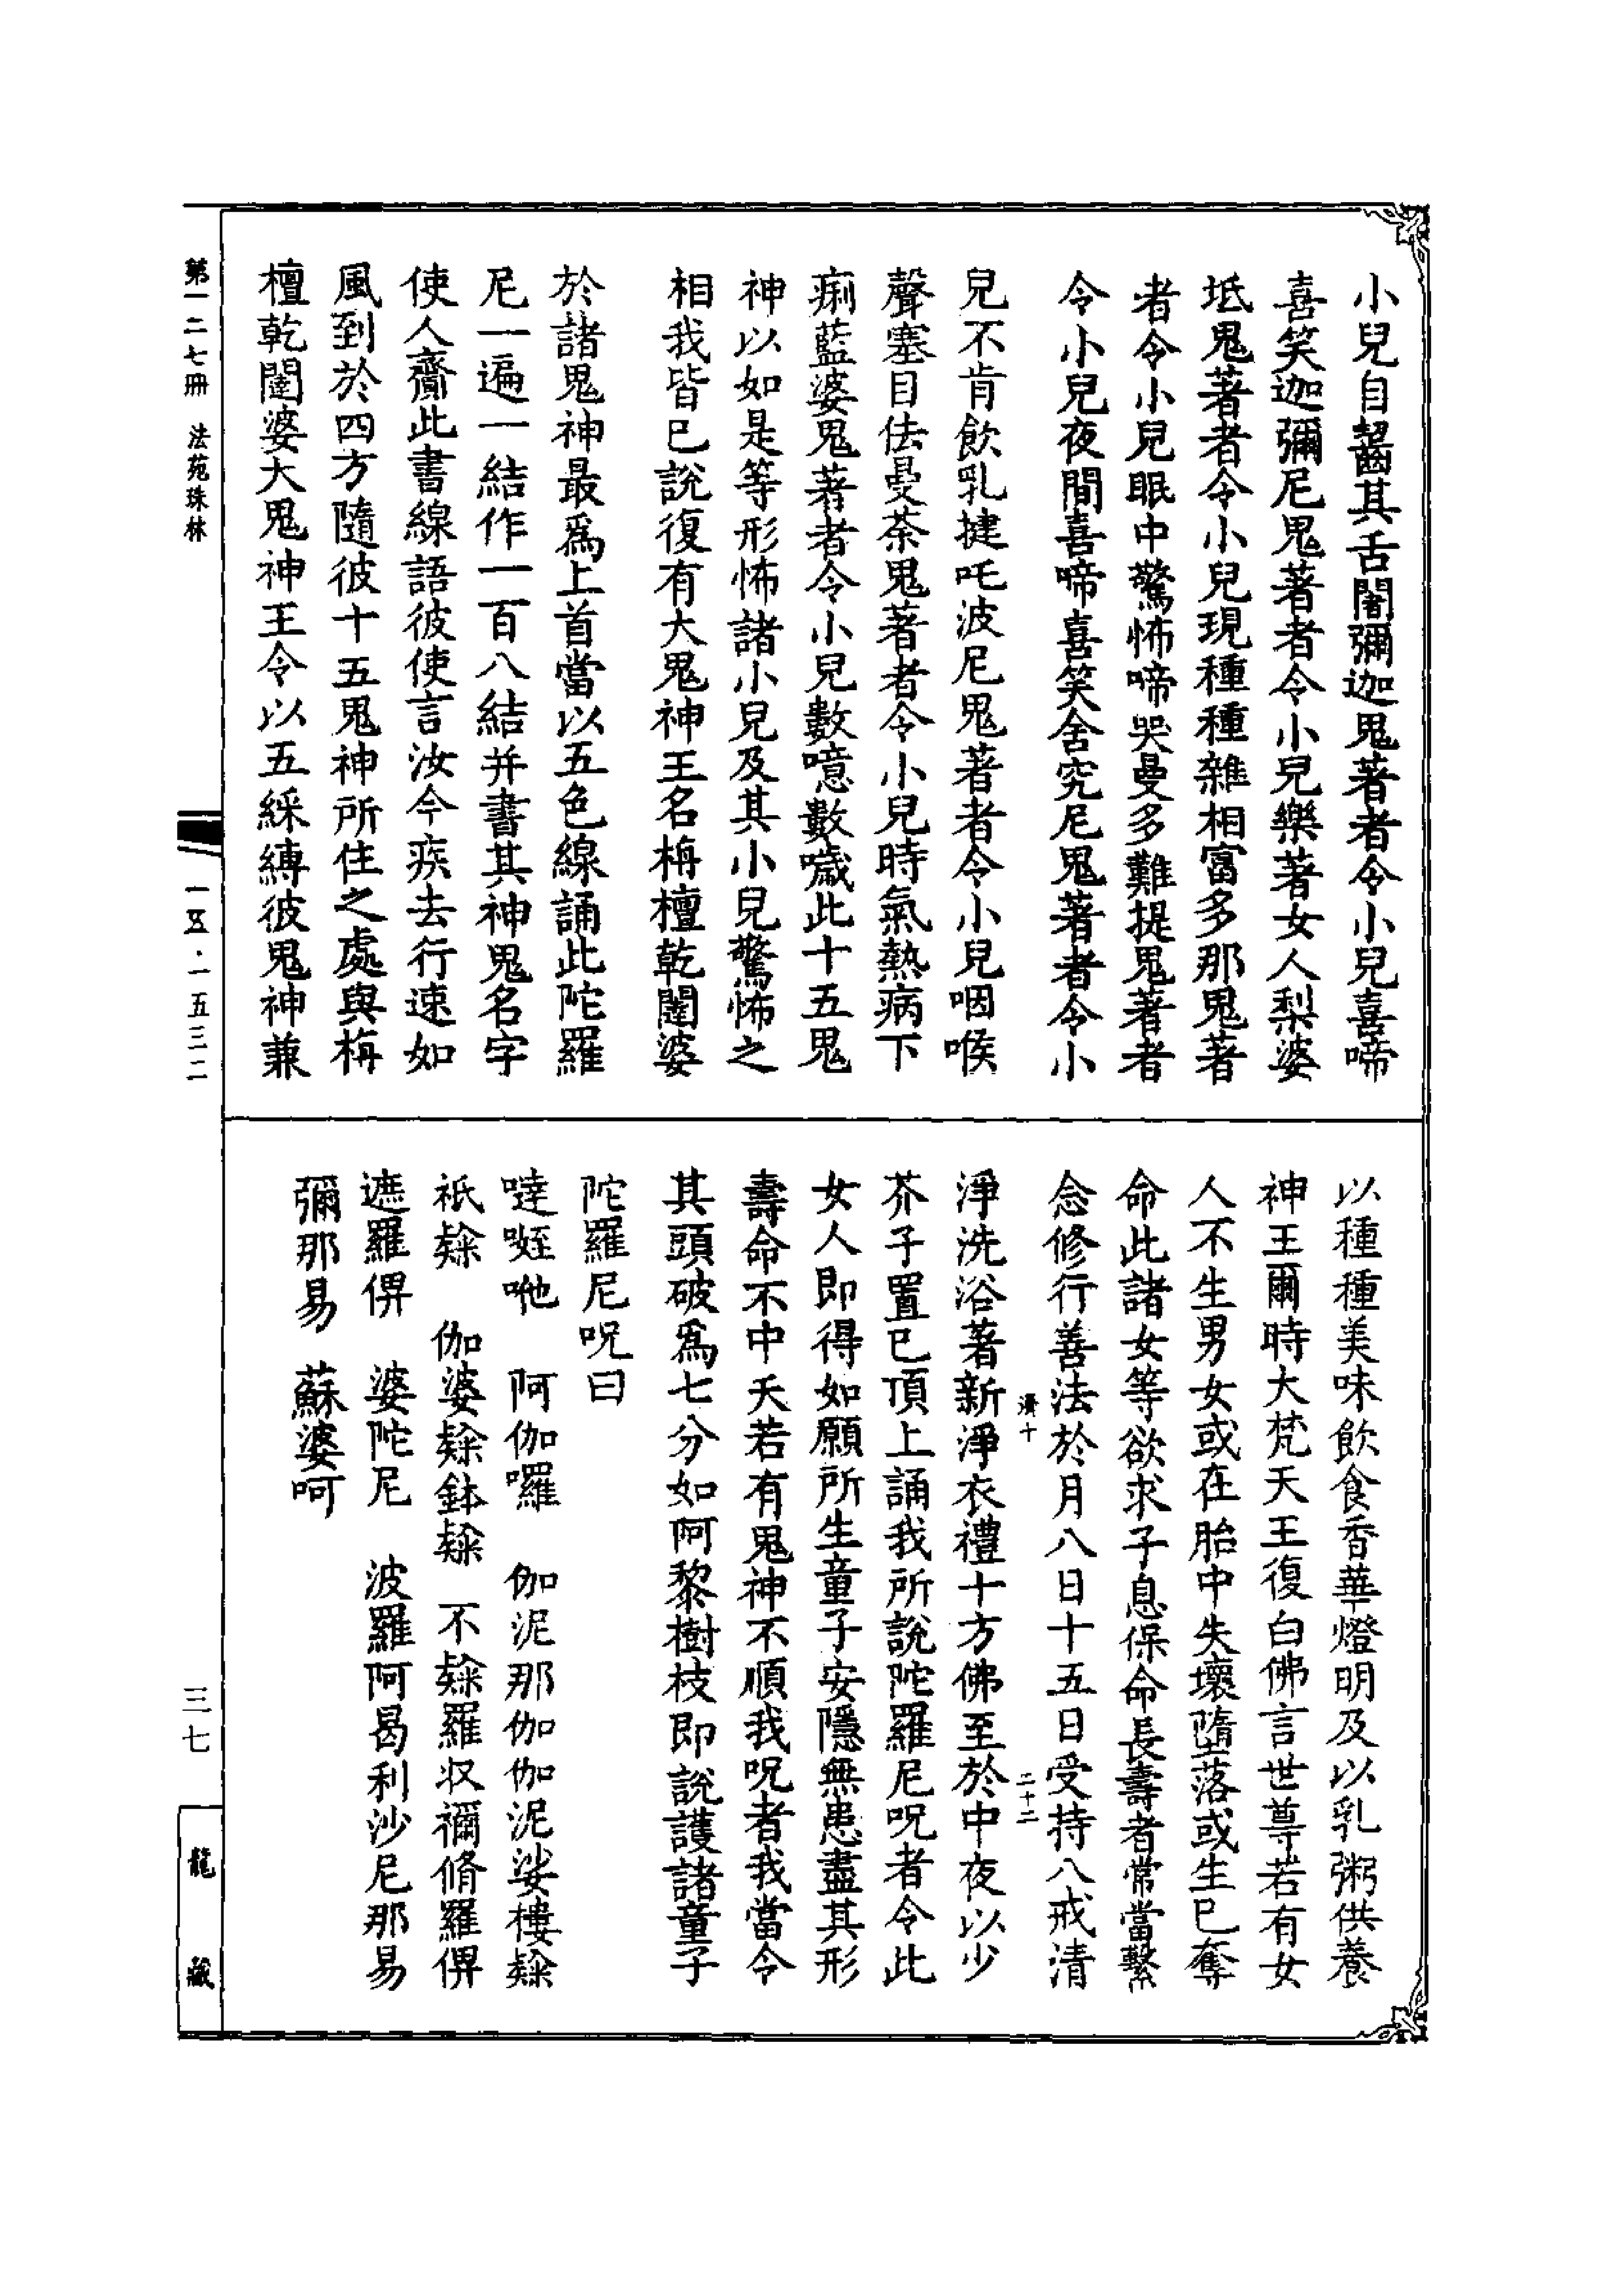 小兒自齧其舌閣彌迦鬼著者令小兒喜啼
喜笑迦彌尼鬼著者令小兒樂著女人梨婆
坻鬼著者令小兒現種種雜相富多那鬼著
者令小兒眠中驚怖啼哭曼多難提鬼著者
令小兒夜間喜啼喜笑舍究尼鬼著者令小
兒不肯飲乳揵吒波尼鬼著者令小兒咽喉
聲塞目佉曼荼鬼著者令小兒時氣熱病下
痢藍婆鬼著者令小兒數噫數噦此十五鬼
神以如是等形怖諸小兒及其小兒驚怖之
相我皆已說復有大鬼神王名栴檀乾闥婆
於諸鬼神最爲上首當以五色線誦此陀羅
尼一遍一結作一百八結并書其神鬼名字
使人齎此書線語彼使言汝今疾去行速如
風到於四方隨彼十五鬼神所住之處與栴
檀乾闥婆大鬼神王令以五綵縛彼鬼神兼
以種種美味飲食香華燈明及以乳粥供養
神王爾時大梵天王復白佛言世尊若有女
人不生男女或在胎中失壞墮落或生已奪
命此諸女等欲求子息保命長壽者常當繫
念修行善法於月八日十五日受持八戒清
淨洗浴著新淨衣禮十方佛至於中夜以少
芥子置已頂上誦我所說陀羅尼呪者令此
女人即得如願所生童子安隱無患盡其形
壽命不中夭若有鬼神不順我呪者我當令
其頭破爲七分如阿黎樹枝即說護諸童子
陀羅尼呪曰
噠啞吔　阿伽囉　伽泥那伽伽泥娑樓隸
祇隸　伽婆隸鉢隸　不隸羅收禰脩羅俾
遮羅俾　婆陀尼　波羅阿曷利沙尼那易
彌那易　蘇婆呵
濟十
二十二
第一二七冊　法苑珠林
一五·一五三二
三七
龍藏